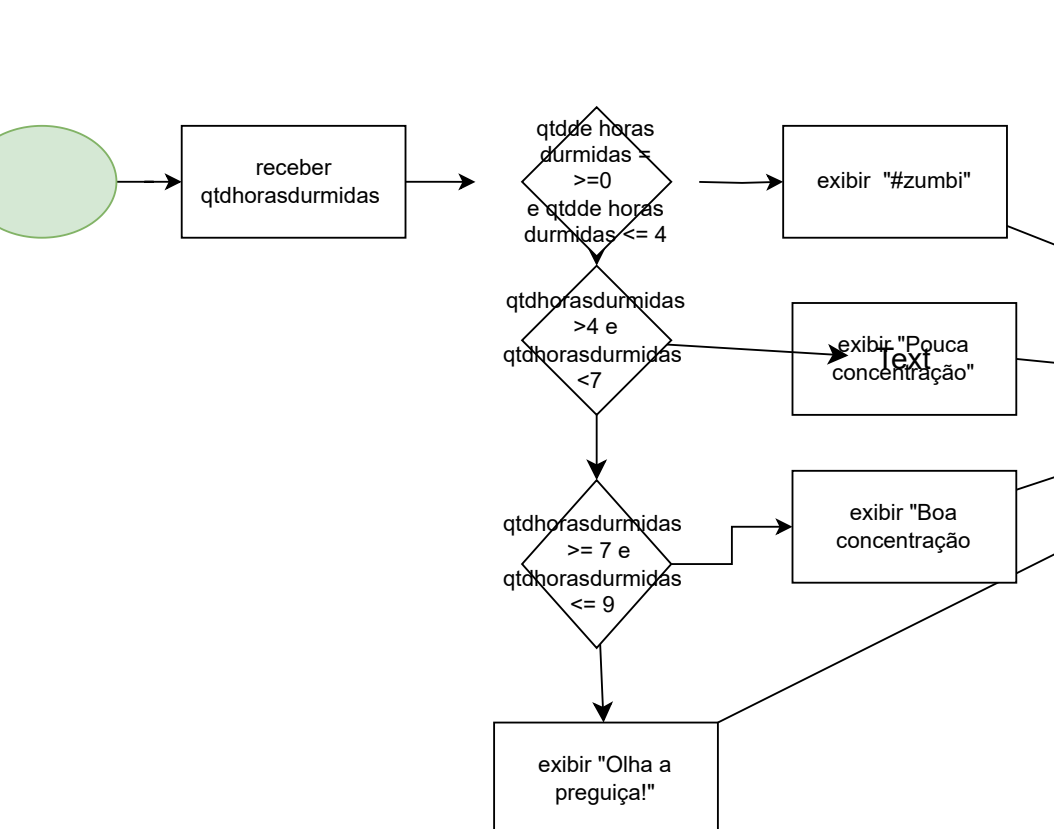 receber
qtdhorasdurmidas
qtdde horas
durmidas =
>=0
e qtdde horas
durmidas <= 4
exibir "#zumbi"
qtdhorasdurmidas
>4 e
qtdhorasdurmidas
<7
exibir "Pouca
concentração"
Text
qtdhorasdurmidas
>= 7 e
qtdhorasdurmidas
<= 9
exibir "Boa
concentração
exibir "Olha a
preguiça!"